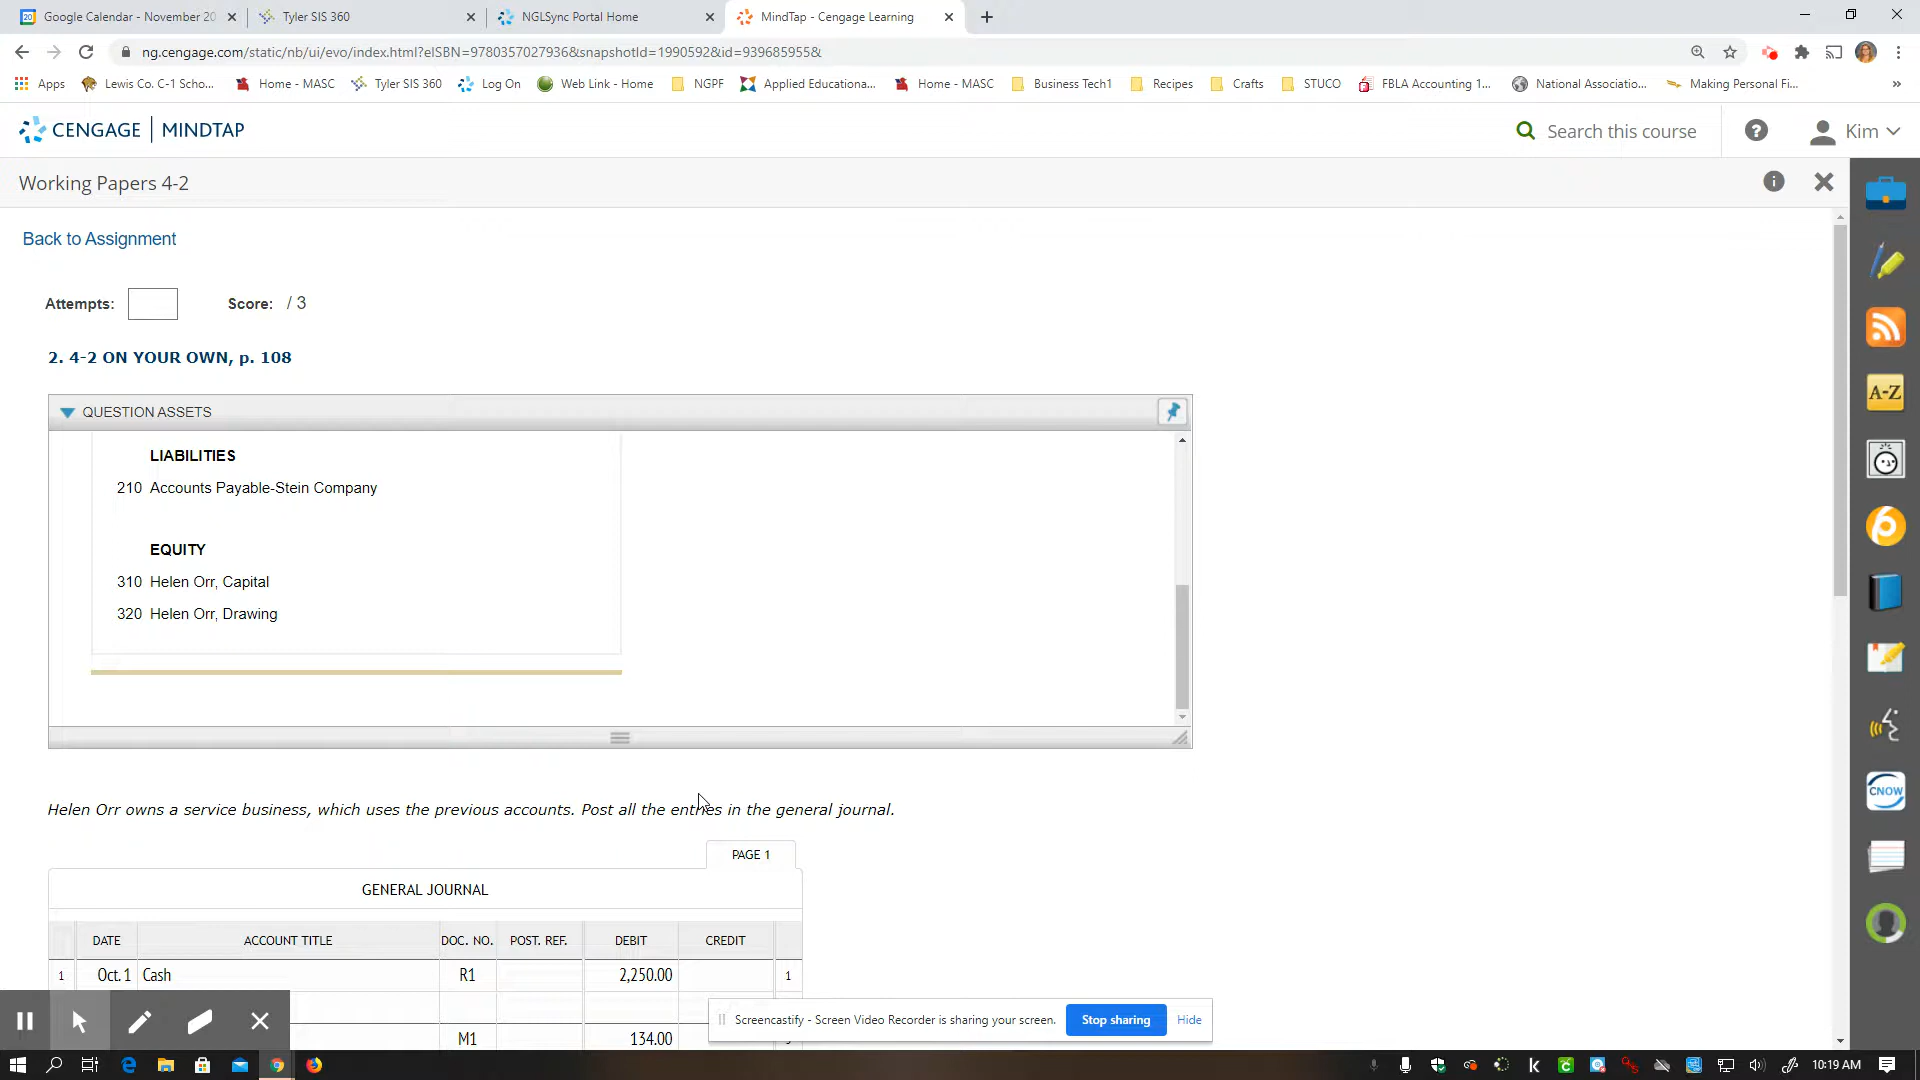 Google Calendar - November 20
Tyler SIS 360
NGLSync Portal Home
MindTap - Cengage Learning
ng.cengage.com/static/nb/ui/evo/index.html?eISBN=9780357027936&snapshotId=1990592&id=939685955&
Apps
Lewis Co. C-1 Scho...
Home - MASC
Tyler SIS 360
Log On
Web Link - Home
NGPF
Applied Educationa...
Home - MASC
Business Tech1
Recipes
Crafts
STUCO
FBLA Accounting 1...
National Associatio...
Making Personal Fi...
»
CENGAGE | MINDTAP
Search this course
Kim
Working Papers 4-2
Back to Assignment
Attempts:
Score: / 3
2. 4-2 ON YOUR OWN, p. 108
QUESTION ASSETS
LIABILITIES
210 Accounts Payable-Stein Company
EQUITY
310 Helen Orr, Capital
320 Helen Orr, Drawing
Helen Orr owns a service business, which uses the previous accounts. Post all the entries in the general journal.
PAGE 1
GENERAL JOURNAL
DATE ACCOUNT TITLE DOC. NO. POST. REF. DEBIT CREDIT
1 Oct. 1 Cash R1 2,250.00 1
M1 134.00
Screencastify - Screen Video Recorder is sharing your screen.
Stop sharing
Hide
A-Z
CNOW
10:19 AM